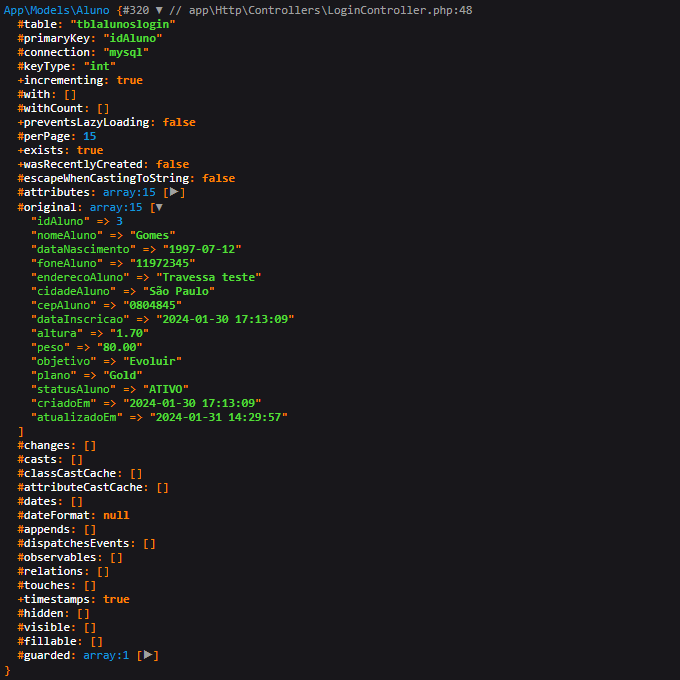 App\Models\Aluno {#320 ▼ // app\Http\Controllers\LoginController.php:48
#table: "tblalunoslogin"
#primaryKey: "idAluno"
#connection: "mysql"
#keyType: "int"
+incrementing: true
#with: []
#withCount: []
+preventsLazyLoading: false
#perPage: 15
+exists: true
+wasRecentlyCreated: false
#escapeWhenCastingToString: false
#attributes: array:15 [▶]
#original: array:15 [▼
"idAluno" => 3
"nomeAluno" => "Gomes"
"dataNascimento" => "1997-07-12"
"foneAluno" => "11972345"
"enderecoAluno" => "Travessa teste"
"cidadeAluno" => "São Paulo"
"cepAluno" => "0804845"
"dataInscricao" => "2024-01-30 17:13:09"
"altura" => "1.70"
"peso" => "80.00"
"objetivo" => "Evoluir"
"plano" => "Gold"
"statusAluno" => "ATIVO"
"criadoEm" => "2024-01-30 17:13:09"
"atualizadoEm" => "2024-01-31 14:29:57"
]
#changes: []
#casts: []
#classCastCache: []
#attributeCastCache: []
#dates: []
#dateFormat: null
#appends: []
#dispatchesEvents: []
#observables: []
#relations: []
#touches: []
+timestamps: true
#hidden: []
#visible: []
#fillable: []
#guarded: array:1 [▶]
}